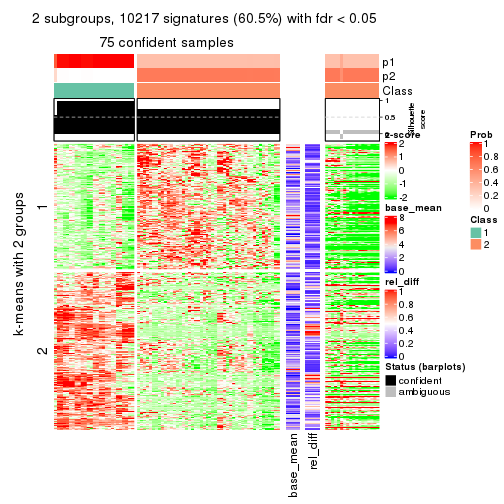 2 subgroups, 10217 signatures (60.5%) with fdr < 0.05
75 confident samples
p1
p2
Class
1
0.5
0
Silhouette
score
k-means with 2 groups
1
2
base_mean
rel_diff
z-score
2
1
0
-1
-2
base_mean
8
6
4
2
0
rel_diff
1
0.8
0.6
0.4
0.2
0
Status (barplots)
confident
ambiguous
Prob
1
0.8
0.6
0.4
0.2
0
Class
1
2